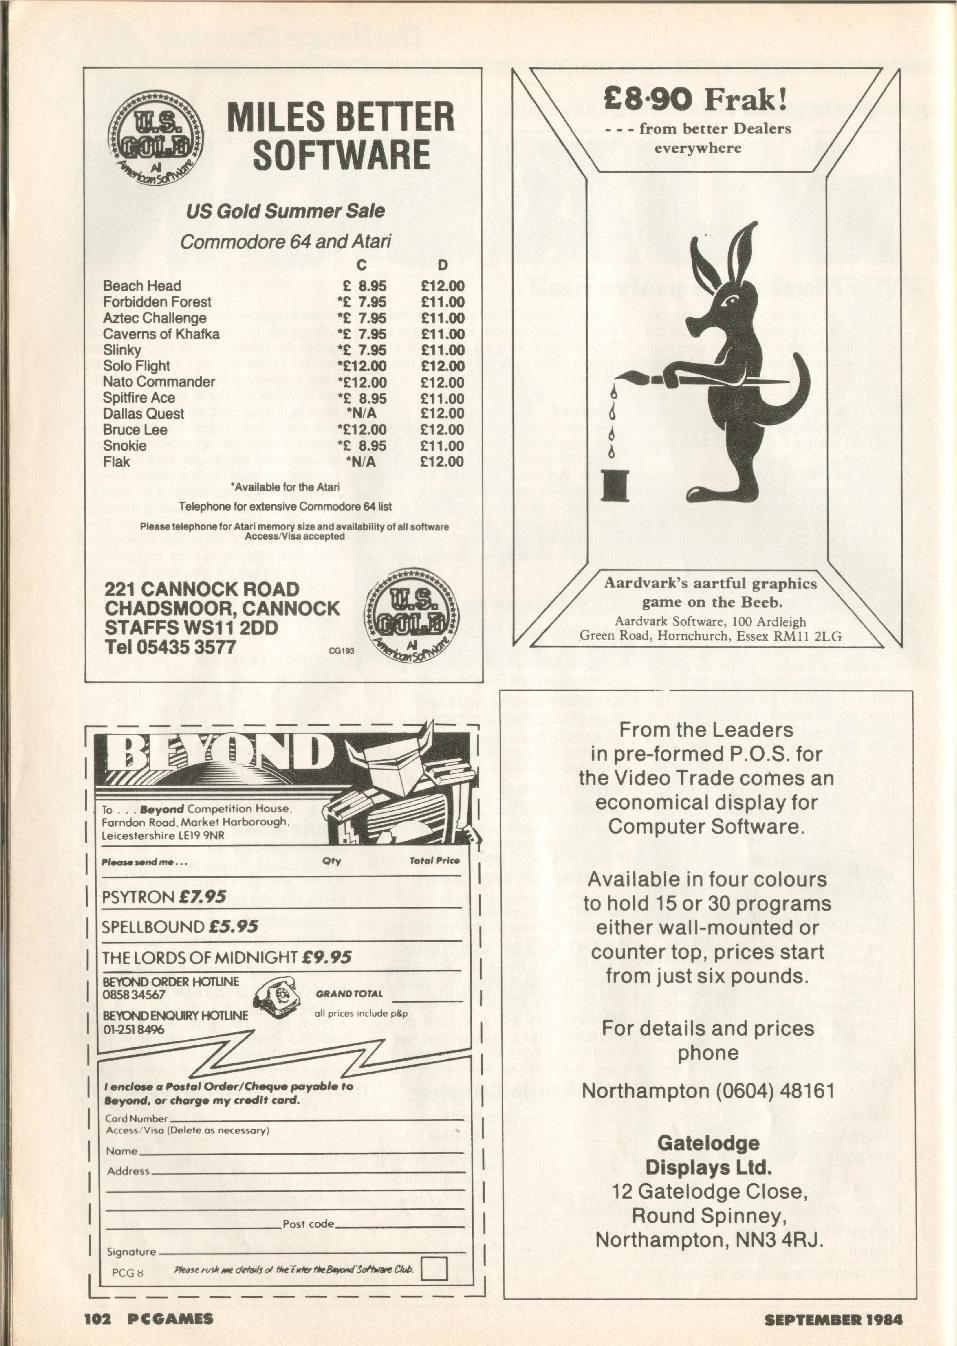 U.S.
GOLD
All
American Software
MILES BETTER
SOFTWARE
US Gold Summer Sale
Commodore 64 and Atari
C D
Beach Head £ 8.95 £12.00
Forbidden Forest *£ 7.95 £11.00
Aztec Challenge *£ 7.95 £11.00
Caverns of Khafka *£ 7.95 £11.00
Slinky *£ 7.95 £11.00
Solo Flight *£12.00 £12.00
Nato Commander *£12.00 £12.00
Spitfire Ace *£ 8.95 £11.00
Dallas Quest *N/A £12.00
Bruce Lee *£12.00 £12.00
Snokie *£ 8.95 £11.00
Flak *N/A £12.00
*Available for the Atari
Telephone for extensive Commodore 64 list
Please telephone for Atari memory size and availability of all software
Access/Visa accepted
221 CANNOCK ROAD
CHADSMOOR, CANNOCK
STAFFS WS11 2DD
Tel 05435 3577
CG193
U.S.
GOLD
All
American Software
£8·90 Frak!
- - - from better Dealers
everywhere
Aardvark's aartful graphics
game on the Beeb.
Aardvark Software, 100 Ardleigh
Green Road, Hornchurch, Essex RM11 2LG
BEYOND
To . . . Beyond Competition House,
Farndon Road, Market Harborough,
Leicestershire LE19 9NR
Please send me . . . Qty Total Price
PSYTRON £7.95
SPELLBOUND £5.95
THE LORDS OF MIDNIGHT £9.95
BEYOND ORDER HOTLINE
0858 34567
GRAND TOTAL
BEYOND ENQUIRY HOTLINE
01-251 8496
all prices include p&p
I enclose a Postal Order/Cheque payable to
Beyond, or charge my credit card.
Card Number
Access/Visa (Delete as necessary)
Name
Address
Post code
Signature
PCG 8 Please rush me details of the 'Enter the Beyond' Software Club.
From the Leaders
in pre-formed P.O.S. for
the Video Trade comes an
economical display for
Computer Software.
Available in four colours
to hold 15 or 30 programs
either wall-mounted or
counter top, prices start
from just six pounds.
For details and prices
phone
Northampton (0604) 48161
Gatelodge
Displays Ltd.
12 Gatelodge Close,
Round Spinney,
Northampton, NN3 4RJ.
102 PCGAMES
SEPTEMBER 1984